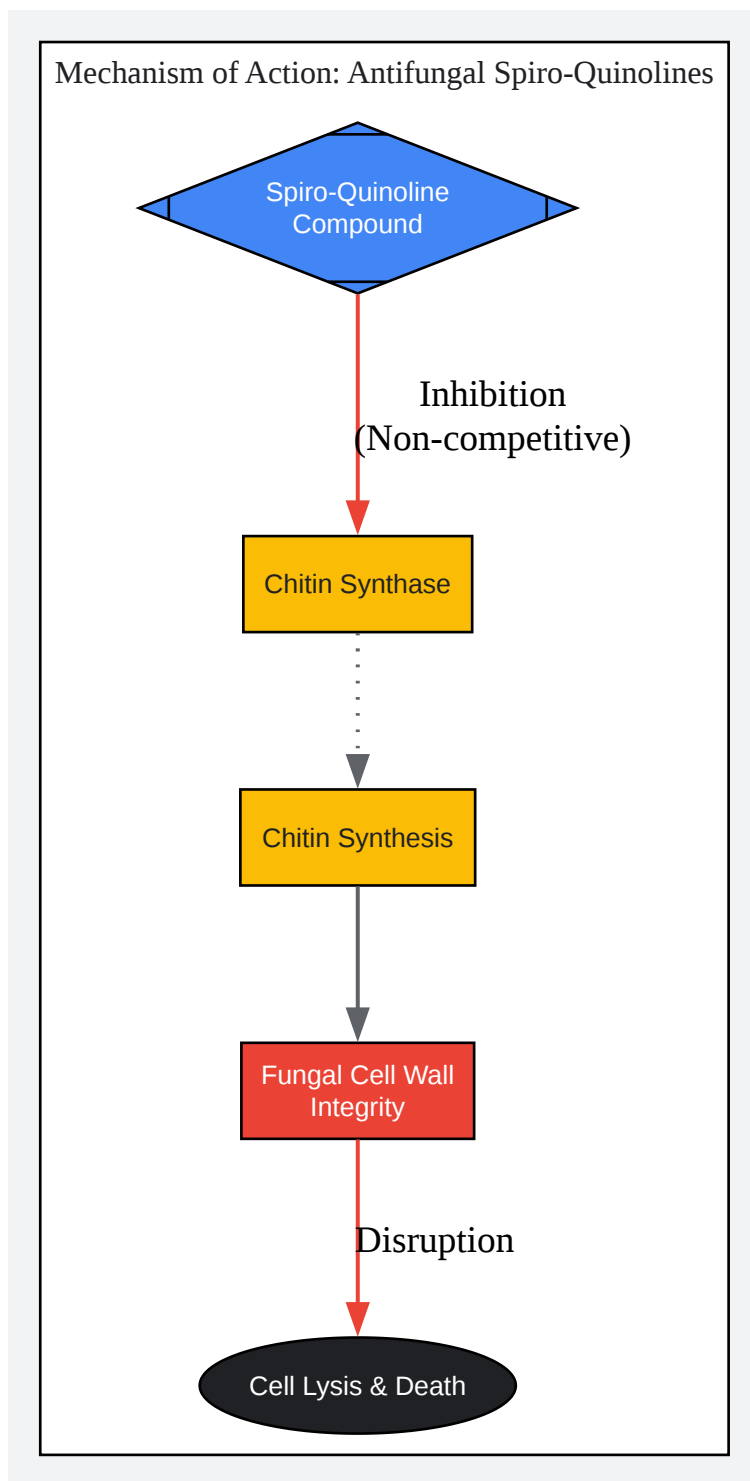 Mechanism of Action: Antifungal Spiro-Quinolines
Spiro-Quinoline
Compound
Inhibition
(Non-competitive)
Chitin Synthase
Chitin Synthesis
Fungal Cell Wall
Integrity
Disruption
Cell Lysis & Death